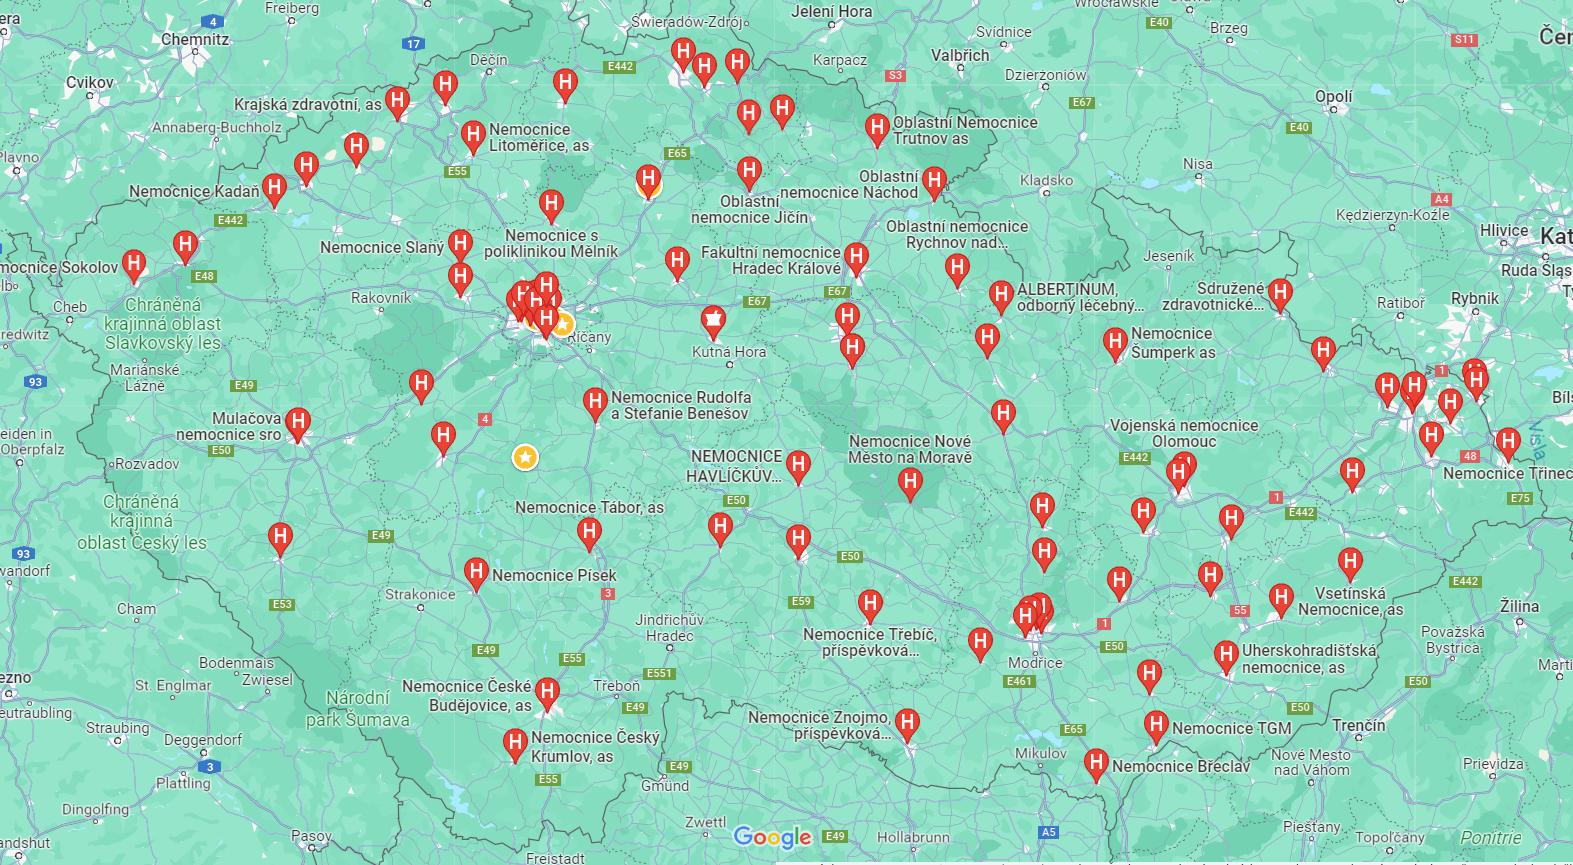 Freiberg
Swieradów-Zdrój
Jelení Hora
Wrocławskie
4
E40
Chemnitz
17
Svídnice
Brzeg
S11
Čer
Děčín
E442
Karpacz
Valbřich
S3
Dzierżoniów
Cvikov
E67
Opolí
Krajská zdravotní, as
Annaberg-Buchholz
Nemocnice
Litoměřice, as
Oblastní Nemocnice
Trutnov as
E40
Plavno
E65
E55
Nisa
Nemocnice Kadaň
Oblastní
nemocnice Náchod
Kladsko
Oblastní
nemocnice Jičín
A4
Kędzierzyn-Koźle
E442
Nemocnice s
poliklinikou Mělník
Oblastní nemocnice
Rychnov nad...
Hlivice
Kat
Nemocnice Slaný
Fakultní nemocnice
Hradec Králové
Jeseník
mocnice Sokolov
E48
Ruda Śląs
Cheb
Chráněná
krajinná oblast
Slavkovský les
Rakovník
E67
E67
ALBERTINUM,
odborný léčebný...
Sdružené
zdravotnické...
Ratiboř
Rybnik
redwitz
Říčany
Kutná Hora
Nemocnice
Šumperk as
Mariánské
Lázně
93
E49
1
Nemocnice Rudolfa
a Stefanie Benešov
Bíls
Mulačova
nemocnice sro
4
Vojenská nemocnice
Olomouc
eiden in
Oberpfalz
E50
Nemocnice Nové
Město na Moravě
Visla
Rozvadov
NEMOCNICE
HAVLÍČKŮV...
E442
48
Nemocnice Třinec
Chráněná
krajinná
oblast Český les
E50
1
E75
Nemocnice Tábor, as
E442
E49
93
E50
wandorf
Nemocnice Písek
E442
Strakonice
3
E59
Vsetínská
Nemocnice, as
Cham
E53
55
Žilina
Jindřichův
Hradec
1
Nemocnice Třebíč,
příspěvková...
Považská
Bystrica
E49
E50
Uherskohradišťská
nemocnice, as
Bodenmais
E55
Modřice
Marti
Zwiesel
E551
ezno
St. Englmar
Nemocnice České
Budějovice, as
Třeboň
E461
E50
Národní
park Šumava
E49
E50
eutraubling
Straubing
Nemocnice Znojmo,
příspěvková...
Trenčín
E65
Nemocnice TGM
Deggendorf
Nemocnice Český
Krumlov, as
3
Mikulov
Nové Mesto
nad Váhom
Plattling
E55
E49
Nemocnice Břeclav
Prievidza
Gmünd
Dingolfing
Zwettl
Google
E49
A5
Piešťany
andshut
Pasov
Hollabrunn
Topoľčany
Ponitrie
Freistadt